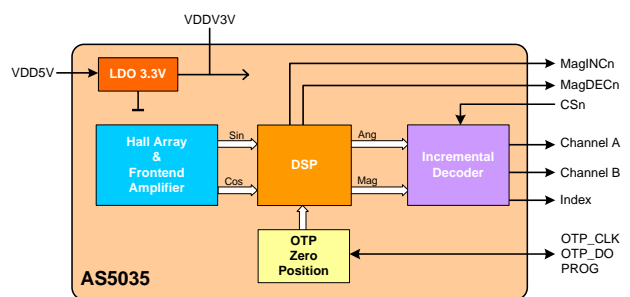 VDDV3V
VDD5V
LDO 3.3V
MagINCn
MagDECn
CSn
Hall Array
&
Frontend
Amplifier
Sin
Cos
DSP
Ang
Mag
Incremental
Decoder
Channel A
Channel B
Index
OTP
Zero
Position
OTP_CLK
OTP_DO
PROG
AS5035